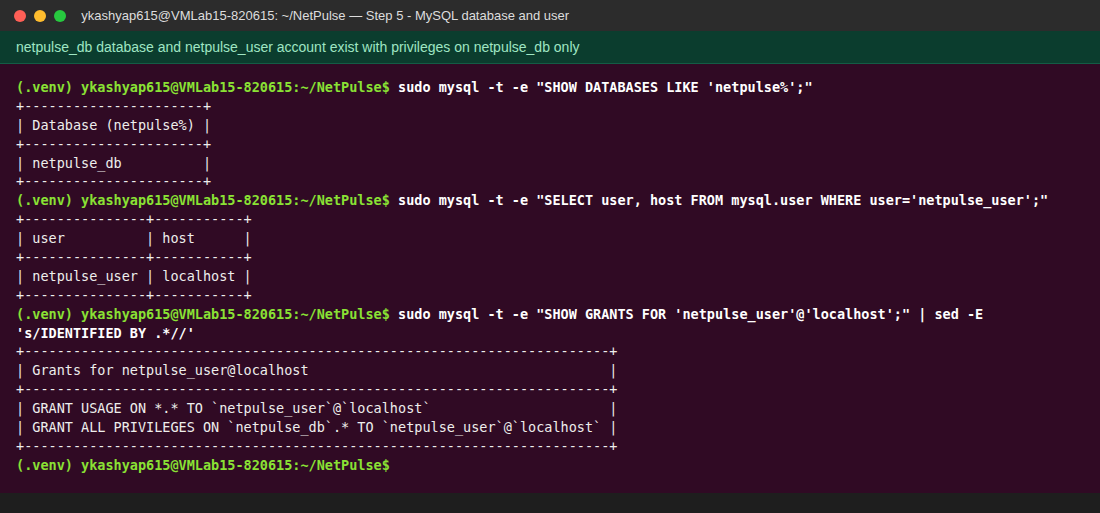 ykashyap615@VMLab15-820615: ~/NetPulse — Step 5 - MySQL database and user
netpulse_db database and netpulse_user account exist with privileges on netpulse_db only
(.venv) ykashyap615@VMLab15-820615:~/NetPulse$ sudo mysql -t -e "SHOW DATABASES LIKE 'netpulse%';"
+----------------------+
| Database (netpulse%) |
+----------------------+
| netpulse_db          |
+----------------------+
(.venv) ykashyap615@VMLab15-820615:~/NetPulse$ sudo mysql -t -e "SELECT user, host FROM mysql.user WHERE user='netpulse_user';"
+---------------+-----------+
| user          | host      |
+---------------+-----------+
| netpulse_user | localhost |
+---------------+-----------+
(.venv) ykashyap615@VMLab15-820615:~/NetPulse$ sudo mysql -t -e "SHOW GRANTS FOR 'netpulse_user'@'localhost';" | sed -E
's/IDENTIFIED BY .*//'
+------------------------------------------------------------------------+
| Grants for netpulse_user@localhost                                     |
+------------------------------------------------------------------------+
| GRANT USAGE ON *.* TO `netpulse_user`@`localhost`                      |
| GRANT ALL PRIVILEGES ON `netpulse_db`.* TO `netpulse_user`@`localhost` |
+------------------------------------------------------------------------+
(.venv) ykashyap615@VMLab15-820615:~/NetPulse$